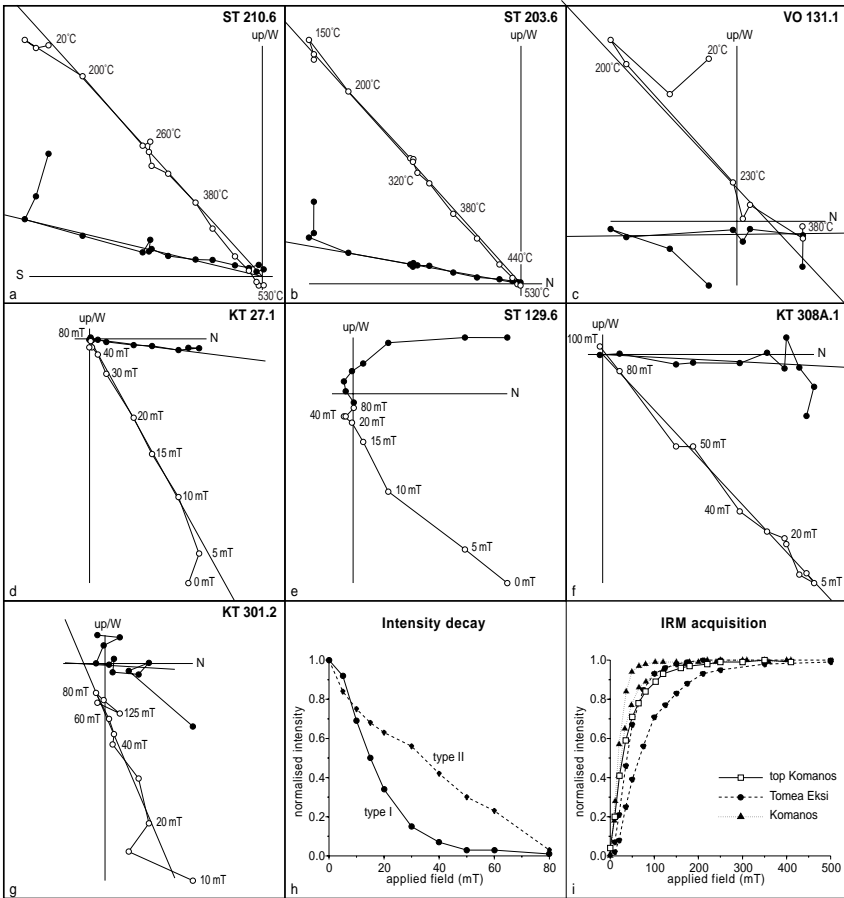 ST 210.6
up/W
20°C
200°C
260°C
380°C
S
530°C
a
ST 203.6
up/W
150°C
200°C
320°C
380°C
440°C
N
530°C
b
VO 131.1
up/W
20°C
200°C
230°C
N
380°C
c
KT 27.1
up/W
80 mT
N
40 mT
30 mT
20 mT
15 mT
10 mT
5 mT
0 mT
d
ST 129.6
up/W
N
80 mT
40 mT
20 mT
15 mT
10 mT
5 mT
0 mT
e
KT 308A.1
up/W
100 mT
N
80 mT
50 mT
40 mT
20 mT
5 mT
f
KT 301.2
up/W
N
80 mT
125 mT
60 mT
40 mT
20 mT
10 mT
g
Intensity decay
normalised intensity
1.0
0.8
0.6
0.4
0.2
0.0
type II
type I
0 20 40 60 80
applied field (mT)
h
IRM acquisition
normalised intensity
1.0
0.8
0.6
0.4
0.2
0.0
top Komanos
Tomea Eksi
Komanos
0 100 200 300 400 500
applied field (mT)
i